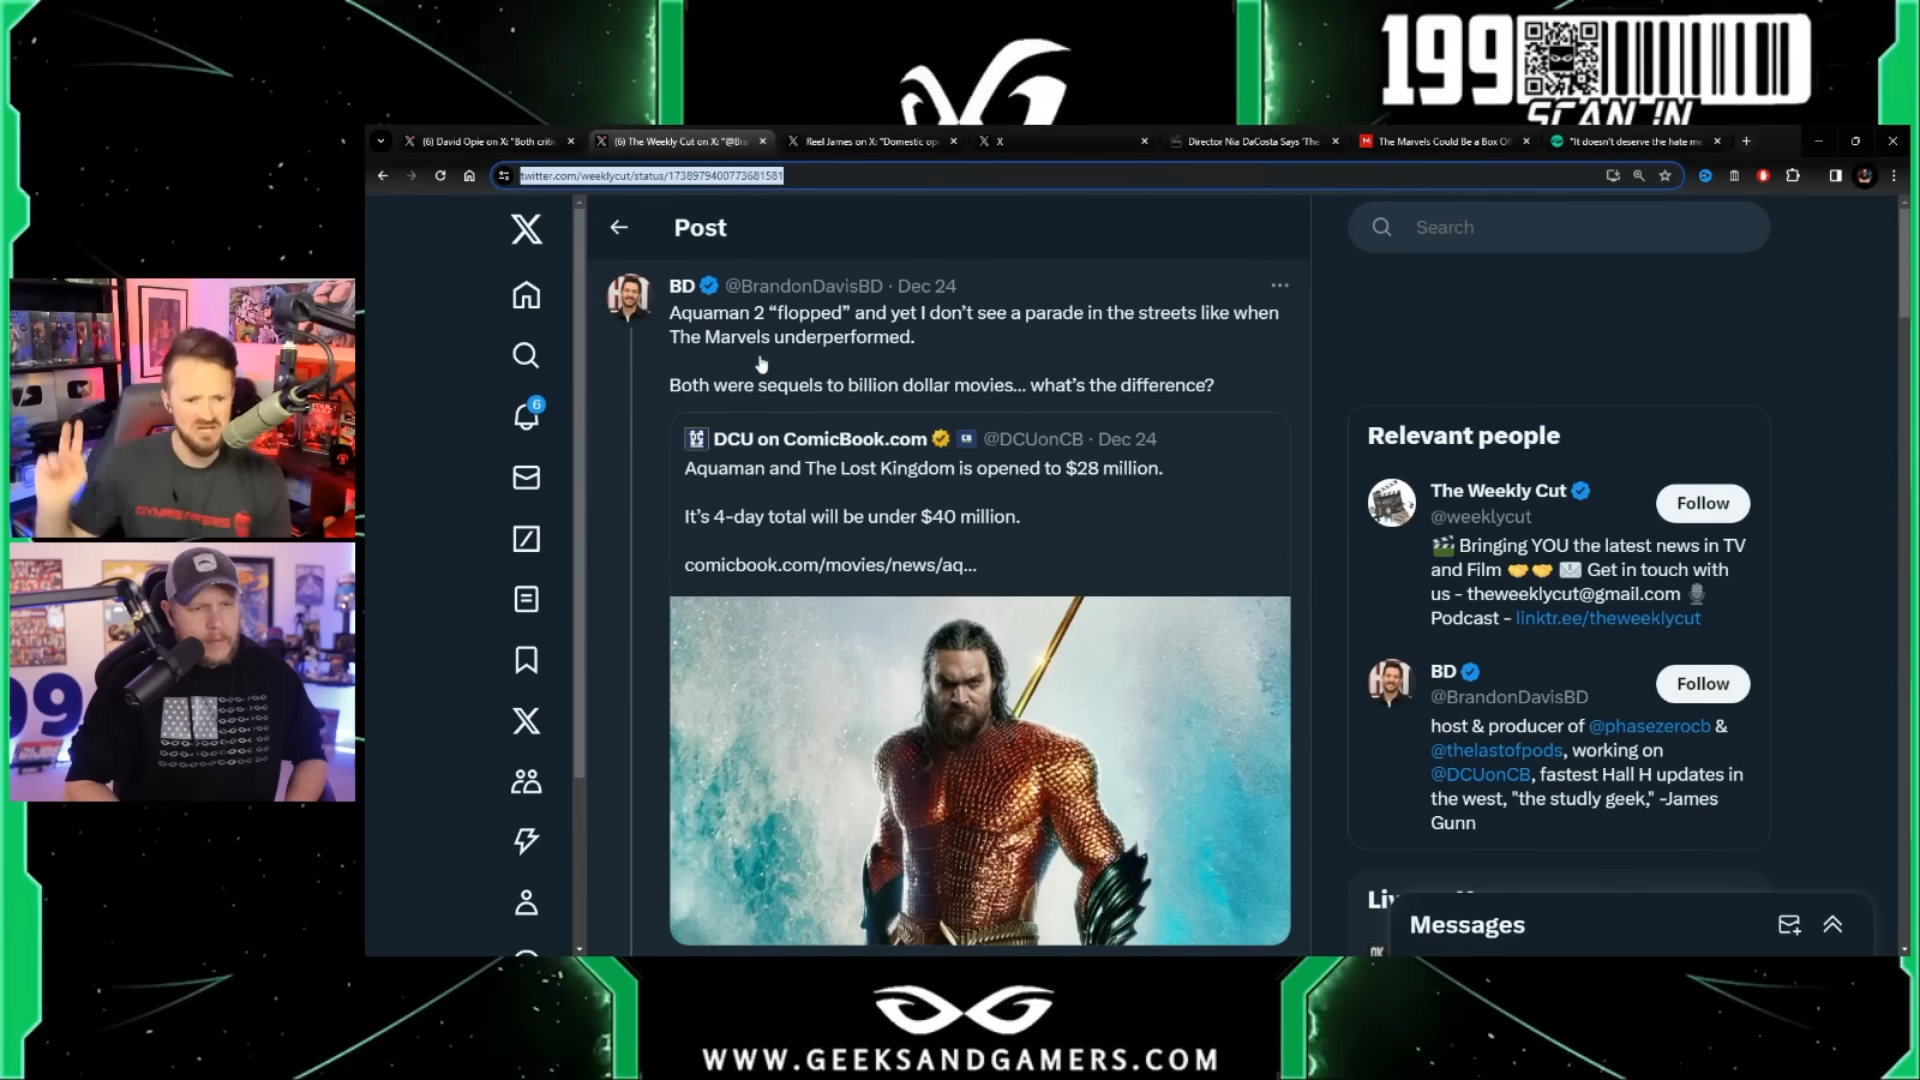 199
SCAN IN
(6) David Opie on X: "Both critic
(6) The Weekly Cut on X: "@Bra
Reel James on X: "Domestic op
X
Director Nia DaCosta Says 'The
The Marvels Could Be a Box Of
"It doesn't deserve the hate me
twitter.com/weeklycut/status/1738979400773681581
Post
Search
BD @BrandonDavisBD · Dec 24
Aquaman 2 “flopped” and yet I don’t see a parade in the streets like when
The Marvels underperformed.
Both were sequels to billion dollar movies... what’s the difference?
DCU on ComicBook.com @DCUonCB · Dec 24
Aquaman and The Lost Kingdom is opened to $28 million.
It’s 4-day total will be under $40 million.
comicbook.com/movies/news/aq...
6
Relevant people
The Weekly Cut
@weeklycut
Follow
Bringing YOU the latest news in TV
and Film Get in touch with
us - theweeklycut@gmail.com
Podcast - linktr.ee/theweeklycut
BD
@BrandonDavisBD
Follow
host & producer of @phasezerocb &
@thelastofpods, working on
@DCUonCB, fastest Hall H updates in
the west, "the studly geek," -James
Gunn
Messages
WWW.GEEKSANDGAMERS.COM